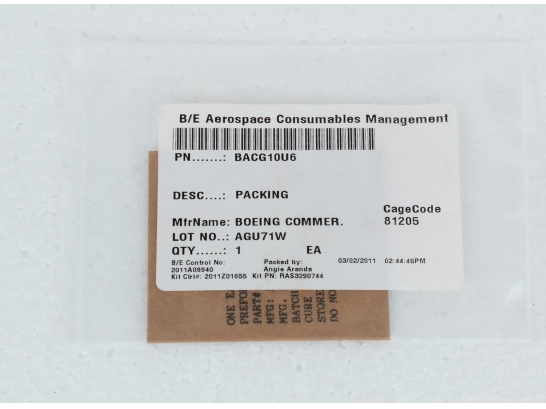 B/E Aerospace Consumables Management
PN......: BACG10U6
DESC....: PACKING
CageCode
MfrName: BOEING COMMER. 81205
LOT NO..: AGU71W
QTY.....: 1 EA
B/E Control No: Packed by: 03/02/2011 02:44:45PM
2011A08940 Angie Aranda
Kit Ctrl#: 2011Z01655 Kit PN: RAS3290744
ONE E
PREFO
PART#
MFG:
MFG.
BATCH
CURE
STORE
DO NO